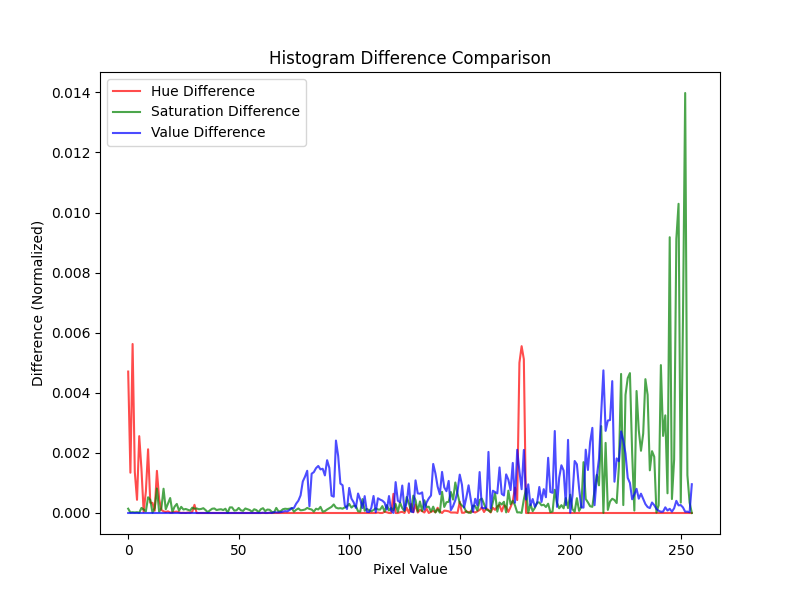 Histogram Difference Comparison
Hue Difference
Saturation Difference
Value Difference
0.014
0.012
0.010
0.008
0.006
0.004
0.002
0.000
Difference (Normalized)
0 50 100 150 200 250
Pixel Value